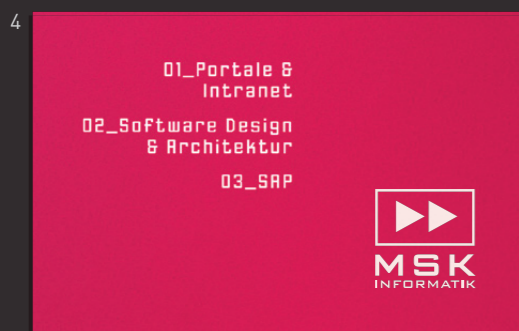 4
01_Portale &
Intranet
02_Software Design
& Architektur
03_SAP
MSK
INFORMATIK